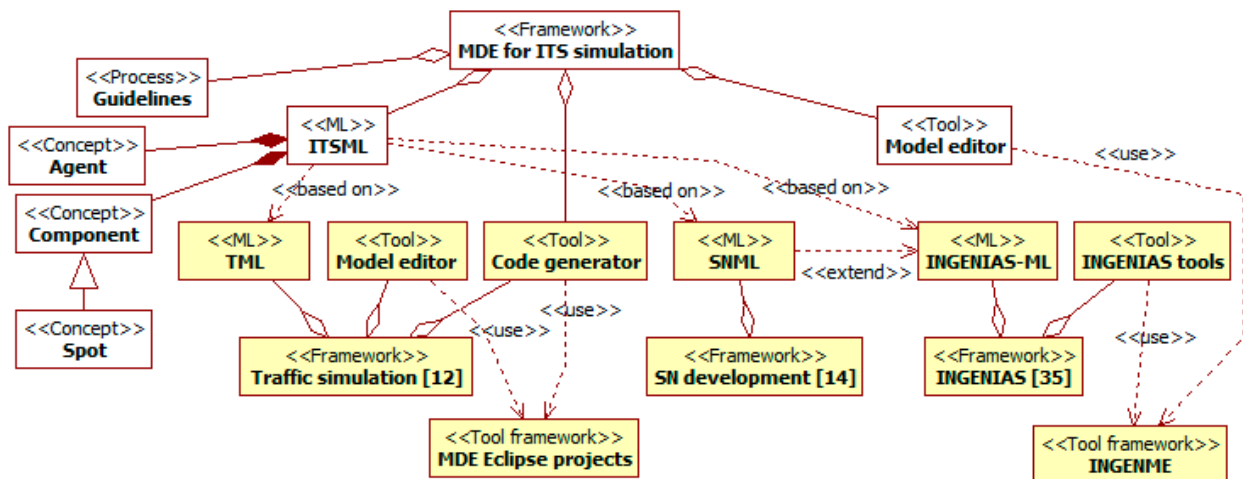 <<Framework>>
MDE for ITS simulation
<<Process>>
Guidelines
<<ML>>
ITSML
<<Tool>>
Model editor
<<Concept>>
Agent
<<use>>
<<based on>>
<<based on>>
<<based on>>
<<Concept>>
Component
<<ML>>
TML
<<Tool>>
Model editor
<<Tool>>
Code generator
<<ML>>
SNML
<<extend>>
<<ML>>
INGENIAS-ML
<<Tool>>
INGENIAS tools
<<use>>
<<use>>
<<use>>
<<Concept>>
Spot
<<Framework>>
Traffic simulation [12]
<<Framework>>
SN development [14]
<<Framework>>
INGENIAS [35]
<<Tool framework>>
MDE Eclipse projects
<<Tool framework>>
INGENME